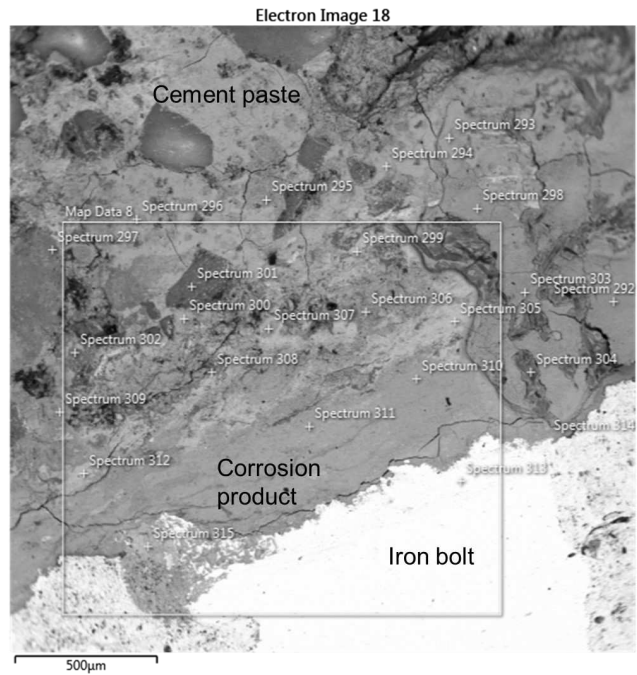 Electron Image 18
Cement paste
Spectrum 293
Spectrum 294
Spectrum 295
Spectrum 298
Map Data 8
Spectrum 296
Spectrum 297
Spectrum 299
Spectrum 301
Spectrum 303
Spectrum 292
Spectrum 300
Spectrum 307
Spectrum 306
Spectrum 305
Spectrum 302
Spectrum 308
Spectrum 310
Spectrum 304
Spectrum 309
Spectrum 311
Spectrum 314
Spectrum 312
Corrosion
product
Spectrum 313
Spectrum 315
Iron bolt
500µm